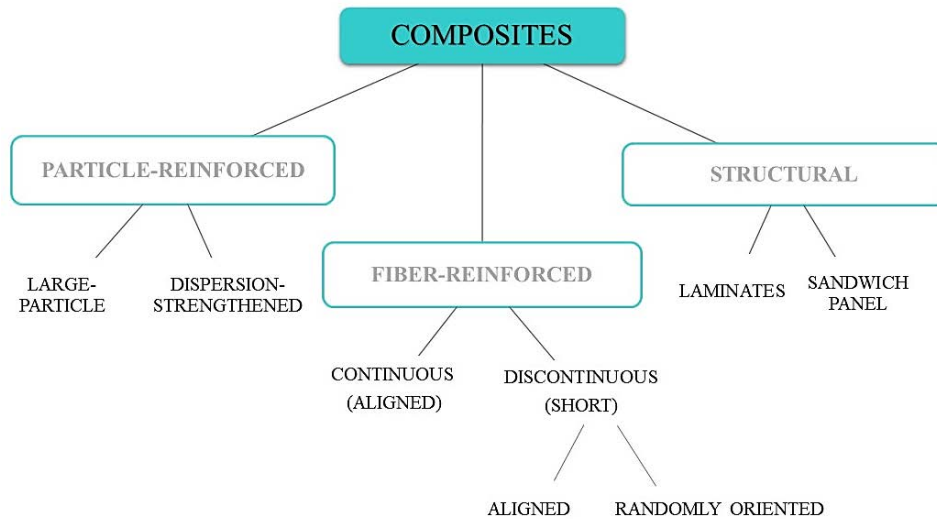 COMPOSITES
PARTICLE-REINFORCED
STRUCTURAL
FIBER-REINFORCED
LARGE-
PARTICLE
DISPERSION-
STRENGTHENED
LAMINATES
SANDWICH
PANEL
CONTINUOUS
(ALIGNED)
DISCONTINUOUS
(SHORT)
ALIGNED
RANDOMLY ORIENTED